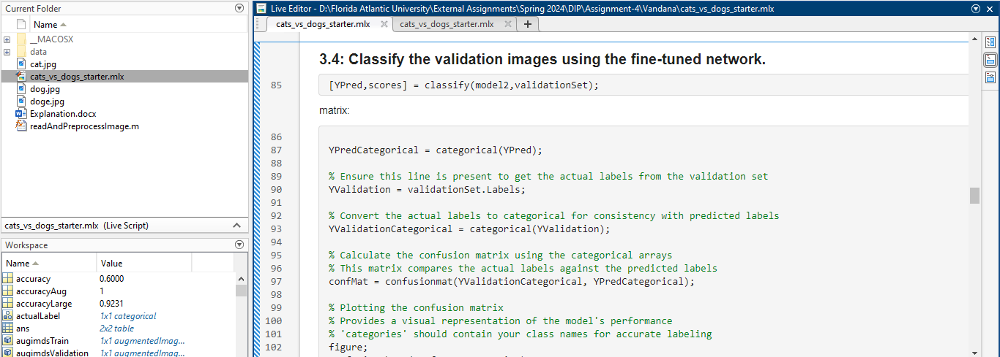 Current Folder
Name
__MACOSX
data
cat.jpg
cats_vs_dogs_starter.mlx
dog.jpg
doge.jpg
Explanation.docx
readAndPreprocessImage.m
cats_vs_dogs_starter.mlx (Live Script)
Workspace
Name Value
accuracy 0.6000
accuracyAug 1
accuracyLarge 0.9231
actualLabel 1x1 categorical
ans 2x2 table
augimdsTrain 1x1 augmentedImag...
augimdsValidation 1x1 augmentedImag...
Live Editor - D:\Florida Atlantic University\External Assignments\Spring 2024\DIP\Assignment-4\Vandana\cats_vs_dogs_starter.mlx
cats_vs_dogs_starter.mlx cats_vs_dogs_starter.mlx
3.4: Classify the validation images using the fine-tuned network.
85 [YPred,scores] = classify(model2,validationSet);
matrix:
86
87 YPredCategorical = categorical(YPred);
88
89 % Ensure this line is present to get the actual labels from the validation set
90 YValidation = validationSet.Labels;
91
92 % Convert the actual labels to categorical for consistency with predicted labels
93 YValidationCategorical = categorical(YValidation);
94
95 % Calculate the confusion matrix using the categorical arrays
96 % This matrix compares the actual labels against the predicted labels
97 confMat = confusionmat(YValidationCategorical, YPredCategorical);
98
99 % Plotting the confusion matrix
100 % Provides a visual representation of the model's performance
101 % 'categories' should contain your class names for accurate labeling
102 figure;